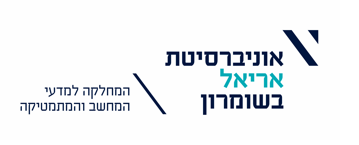 אוניברסיטת
אריאל
בשומרון
המחלקה למדעי
המחשב והמתמטיקה